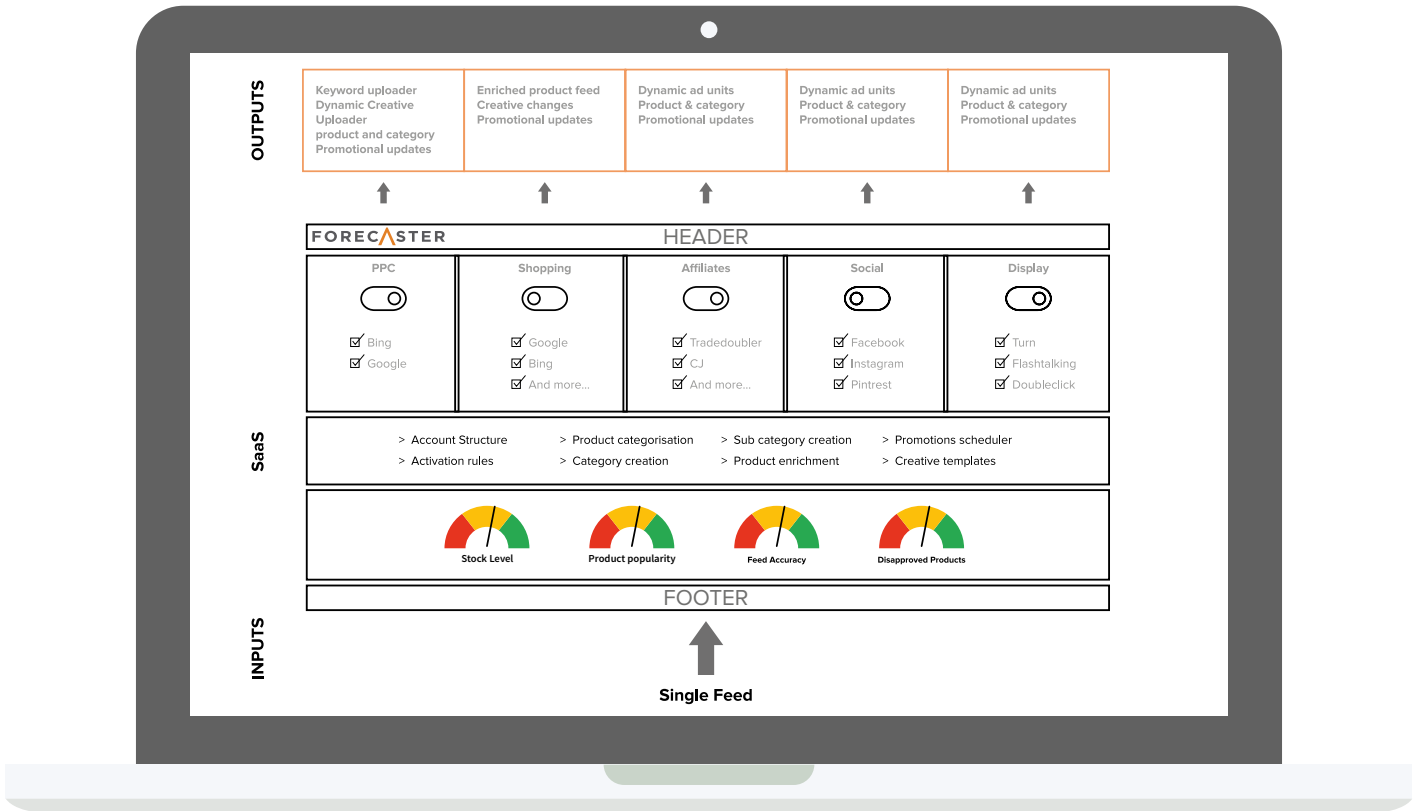 OUTPUTS
Keyword uploader
Dynamic Creative
Uploader
product and category
Promotional updates
Enriched product feed
Creative changes
Promotional updates
Dynamic ad units
Product & category
Promotional updates
Dynamic ad units
Product & category
Promotional updates
Dynamic ad units
Product & category
Promotional updates
FORECASTER
HEADER
PPC
Bing
Google
Shopping
Google
Bing
And more...
Affiliates
Tradedoubler
CJ
And more...
Social
Facebook
Instagram
Pintrest
Display
Turn
Flashtalking
Doubleclick
SaaS
> Account Structure
> Activation rules
> Product categorisation
> Category creation
> Sub category creation
> Product enrichment
> Promotions scheduler
> Creative templates
Stock Level
Product popularity
Feed Accuracy
Disapproved Products
FOOTER
INPUTS
Single Feed